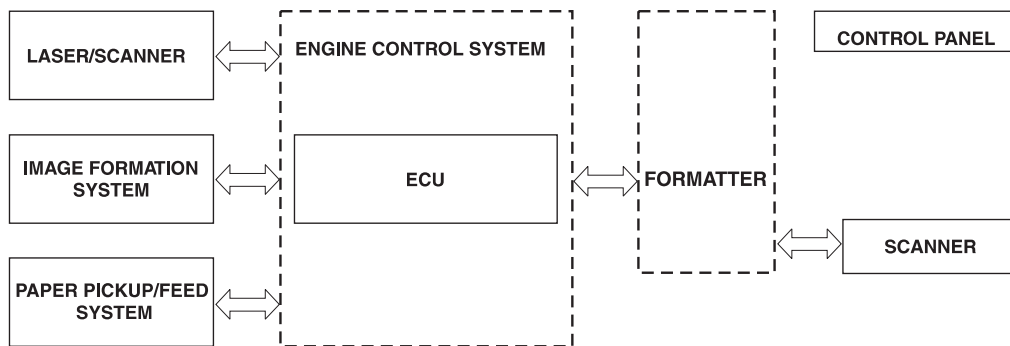 LASER/SCANNER
ENGINE CONTROL SYSTEM
CONTROL PANEL
IMAGE FORMATION
SYSTEM
ECU
FORMATTER
SCANNER
PAPER PICKUP/FEED
SYSTEM